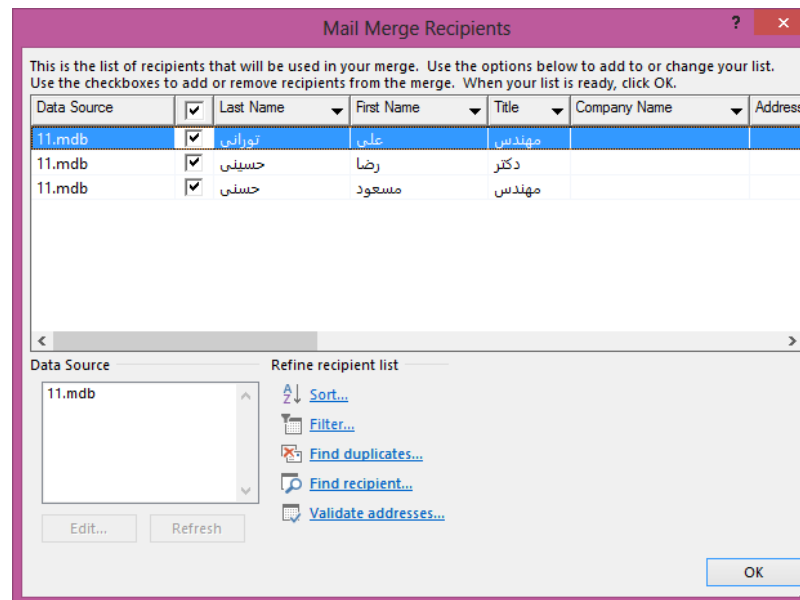 Mail Merge Recipients
?
This is the list of recipients that will be used in your merge. Use the options below to add to or change your list.
Use the checkboxes to add or remove recipients from the merge. When your list is ready, click OK.
Data Source Last Name First Name Title Company Name Address
11.mdb تورانی علی مهندس
11.mdb حسینی رضا دکتر
11.mdb حسنی مسعود مهندس
Data Source Refine recipient list
11.mdb
Sort...
Filter...
Find duplicates...
Find recipient...
Validate addresses...
Edit... Refresh
OK